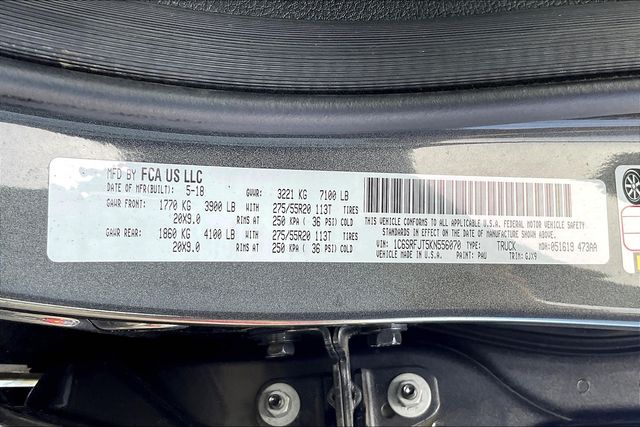 MFD BY FCA US LLC
DATE OF MFR(BUILT): 5-18 GVWR: 3221 KG 7100 LB
GAWR FRONT: 1770 KG 3900 LB WITH 275/55R20 113T TIRES
20X9.0 RIMS AT 250 KPA ( 36 PSI) COLD
GAWR REAR: 1860 KG 4100 LB WITH 275/55R20 113T TIRES
20X9.0 RIMS AT 250 KPA ( 36 PSI) COLD
THIS VEHICLE CONFORMS TO ALL APPLICABLE U.S.A. FEDERAL MOTOR VEHICLE SAFETY
STANDARDS IN EFFECT ON THE DATE OF MANUFACTURE SHOWN ABOVE.
VIN: 1C6SRFJT5KN556070 TYPE: TRUCK MDH: 051619 473AA
VEHICLE MADE IN U.S.A. PAINT: PAU TRIM: GJX9